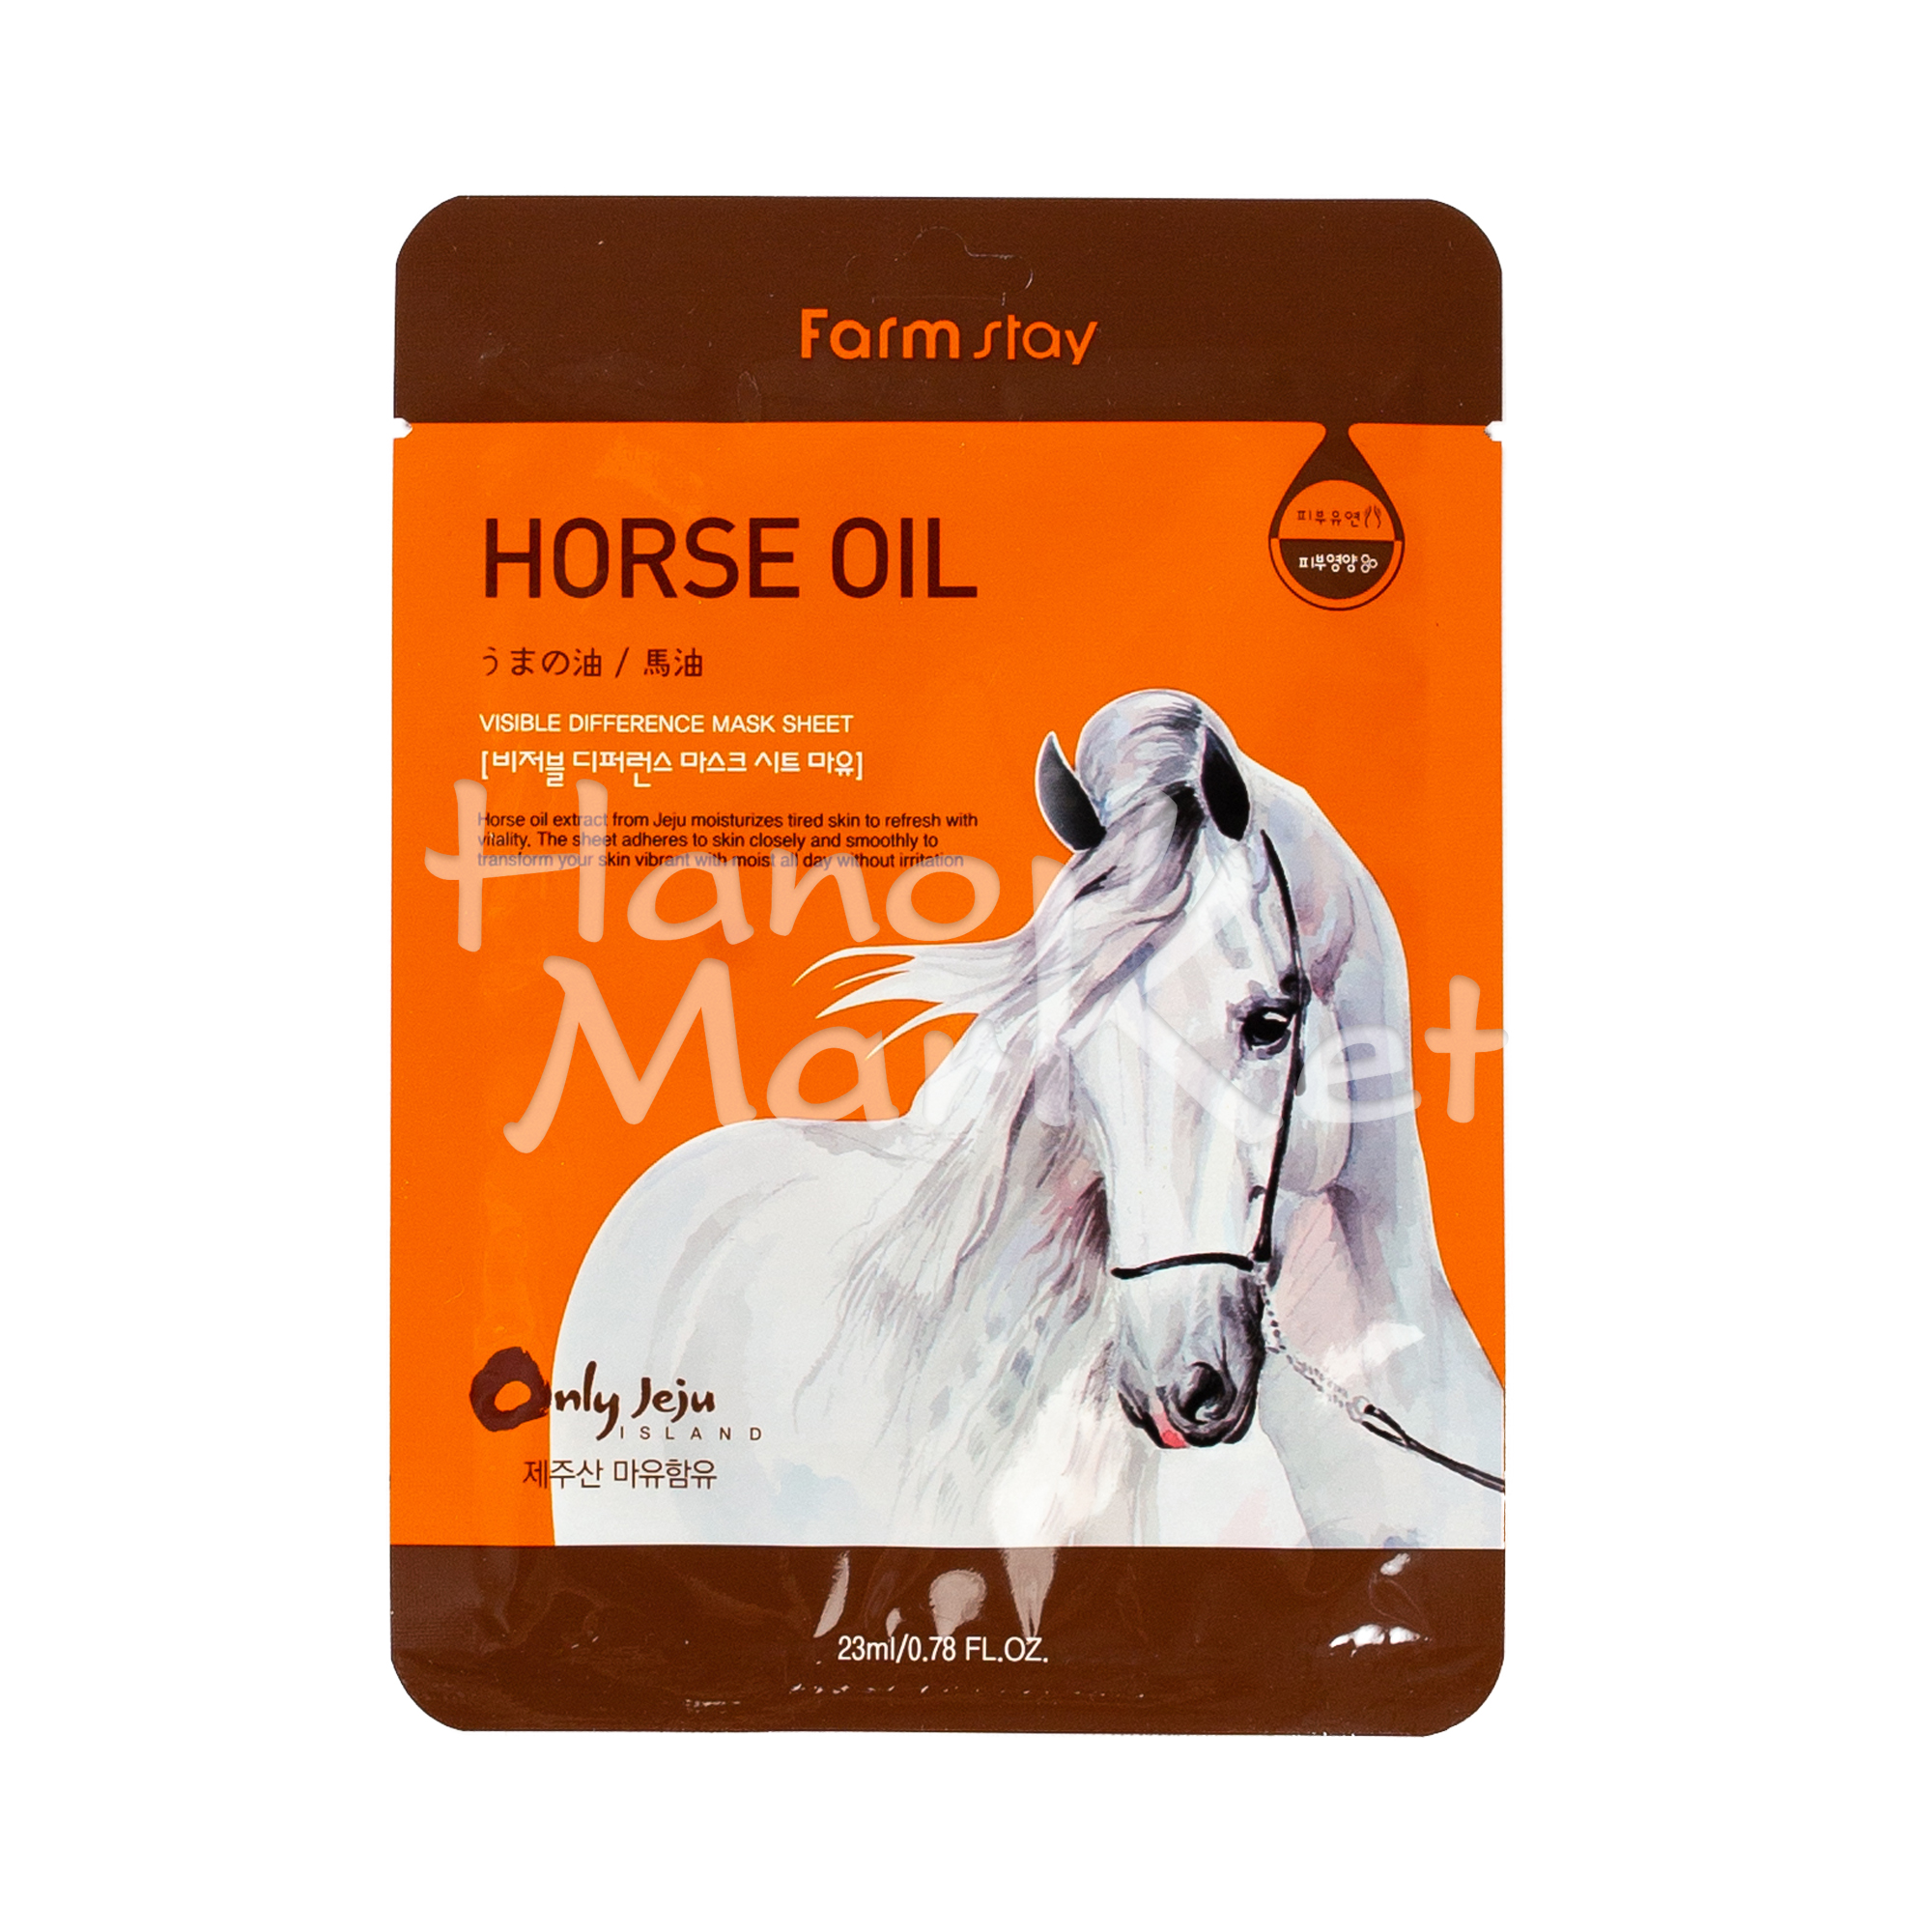 Farm stay
HORSE OIL
피부유연
피부영양
うまの油 / 馬油
VISIBLE DIFFERENCE MASK SHEET
[비저블 디퍼런스 마스크 시트 마유]
Horse oil extract from Jeju moisturizes tired skin to refresh with
vitality. The sheet adheres to skin closely and smoothly to
transform your skin vibrant with moist all day without irritation
Hanok
Market
Only Jeju
ISLAND
제주산 마유함유
23ml/0.78 FL.OZ.